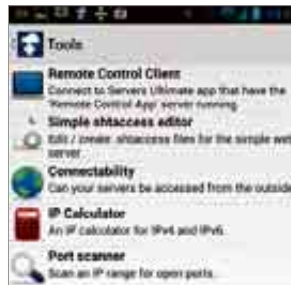 Tools
Remote Control Client
Connect to Servers Ultimate app that have the
'Remote Control App' server running.
Simple shtaccess editor
Edit / create .shtaccess files for the simple web
server
Connectability
Can your servers be accessed from the outside
IP Calculator
An IP calculator for IPv4 and IPv6.
Port scanner
Scan an IP range for open ports.